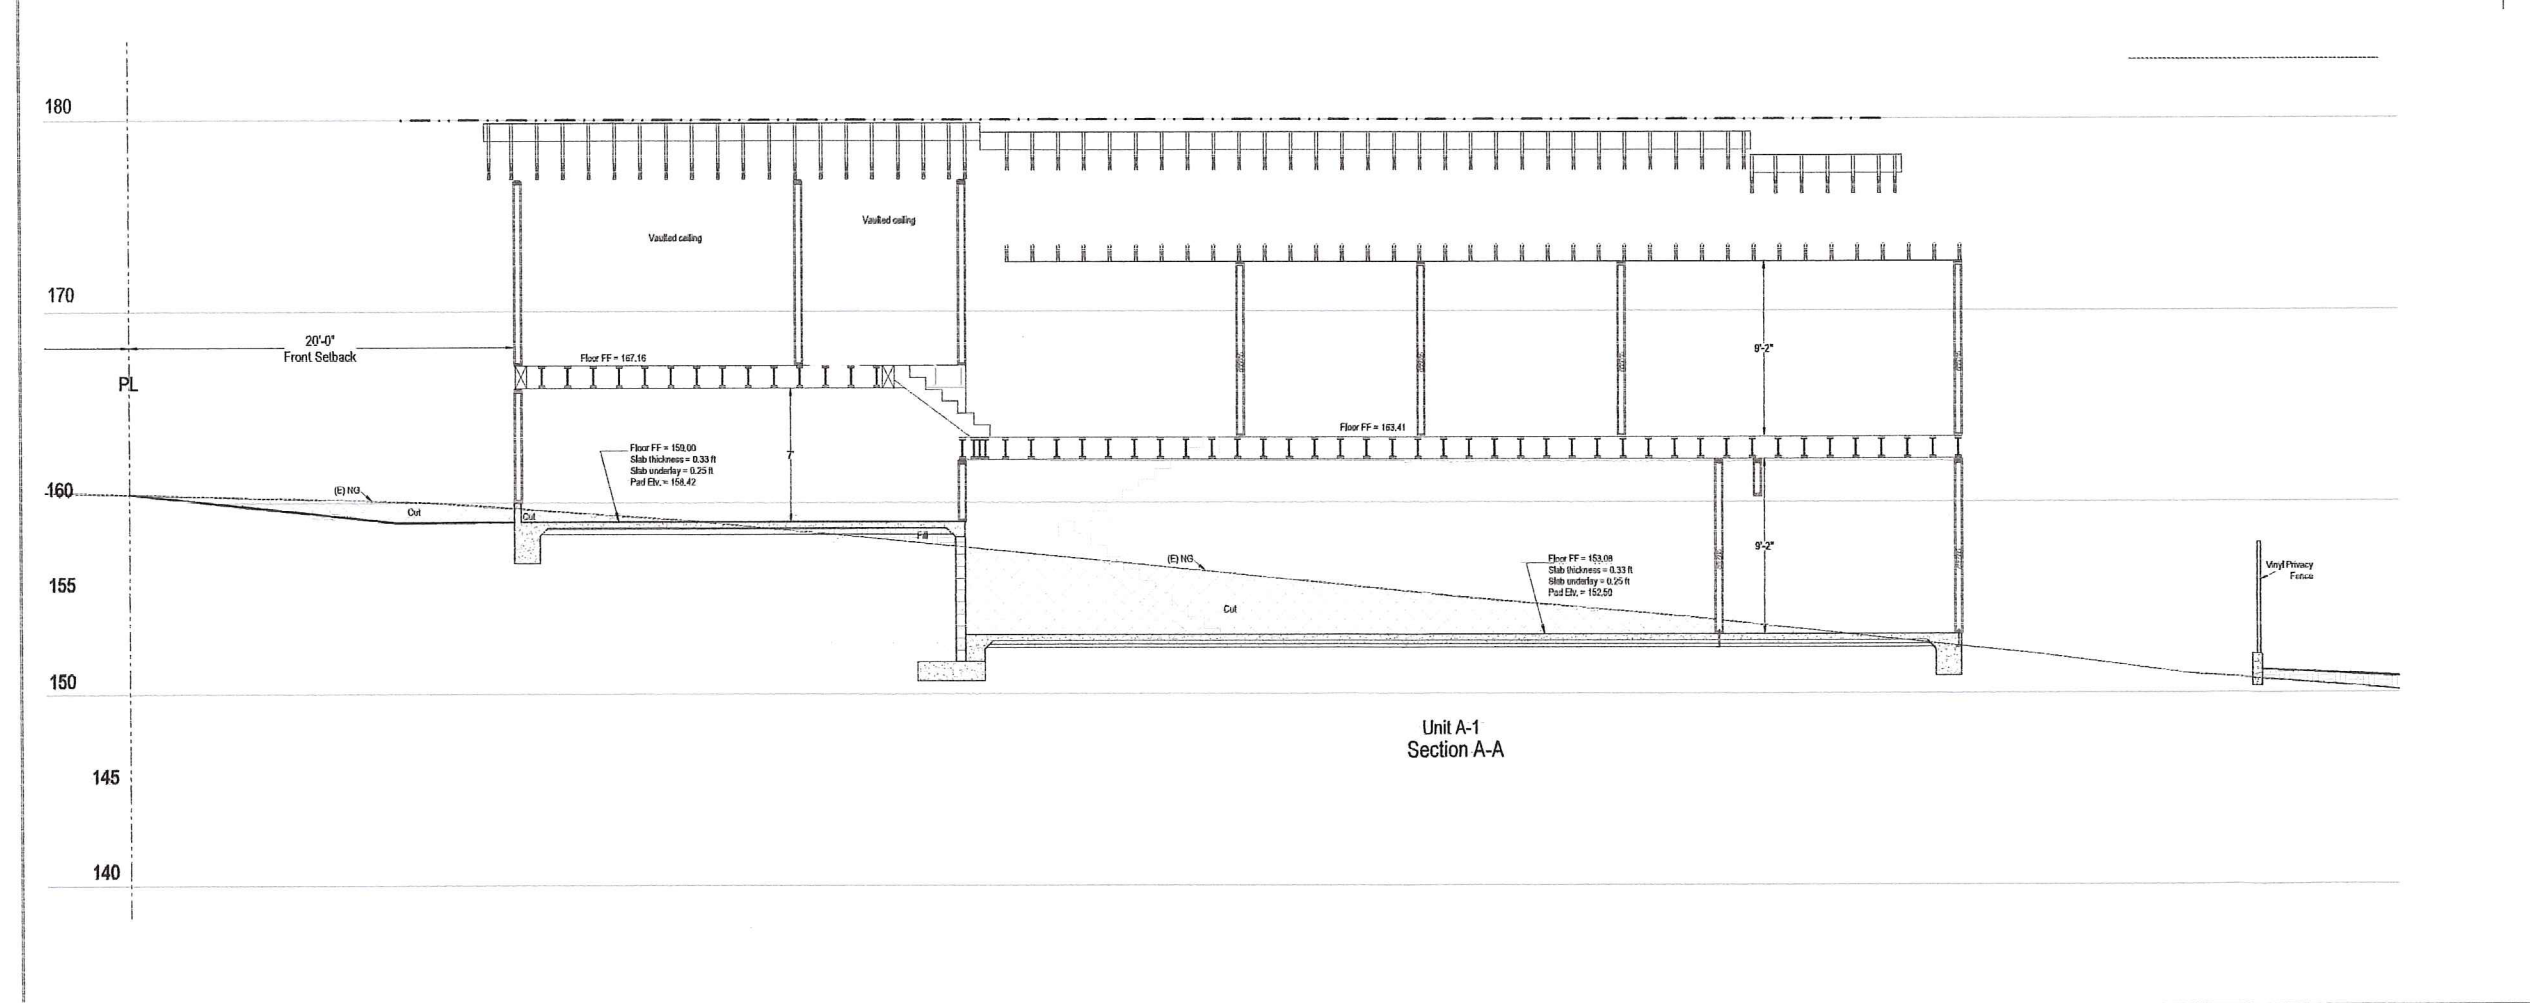 180
Vaulted ceiling
Vaulted ceiling
170
20'-0"
Front Setback
Floor FF = 167.16
9'-2"
PL
Floor FF = 163.41
Floor FF = 159.00
Slab thickness = 0.33 ft
Slab underlay = 0.25 ft
Pad Elv. = 158.42
7'
160
(E) NG
Cut
Cut
Fill
(E) NG
9'-2"
Floor FF = 153.08
Slab thickness = 0.33 ft
Slab underlay = 0.25 ft
Pad Elv. = 152.50
Vinyl Privacy
Fence
155
Cut
150
Unit A-1
Section A-A
145
140